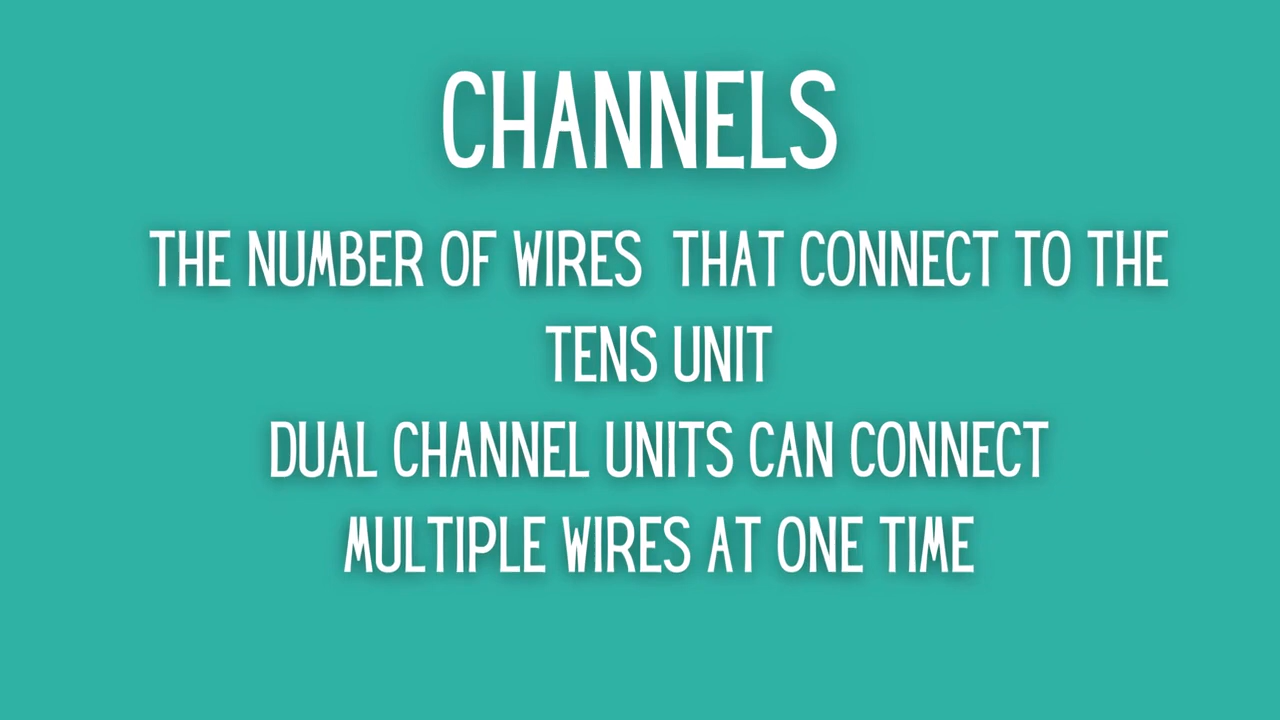 CHANNELS
THE NUMBER OF WIRES  THAT CONNECT TO THE
TENS UNIT
DUAL CHANNEL UNITS CAN CONNECT
MULTIPLE WIRES AT ONE TIME